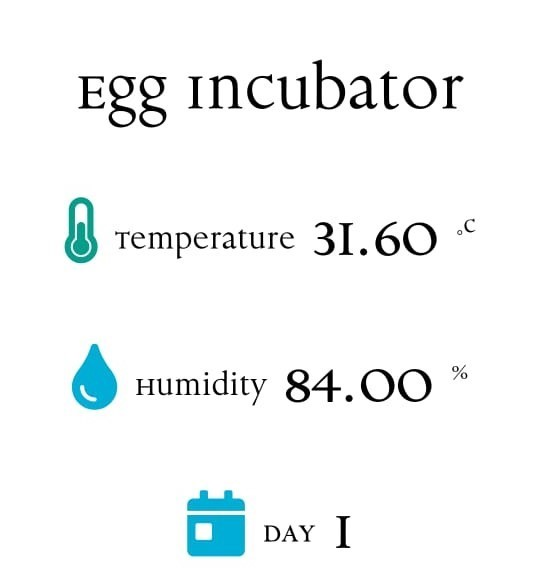 Egg Incubator
Temperature 31.60 °C
Humidity 84.00 %
DAY 1